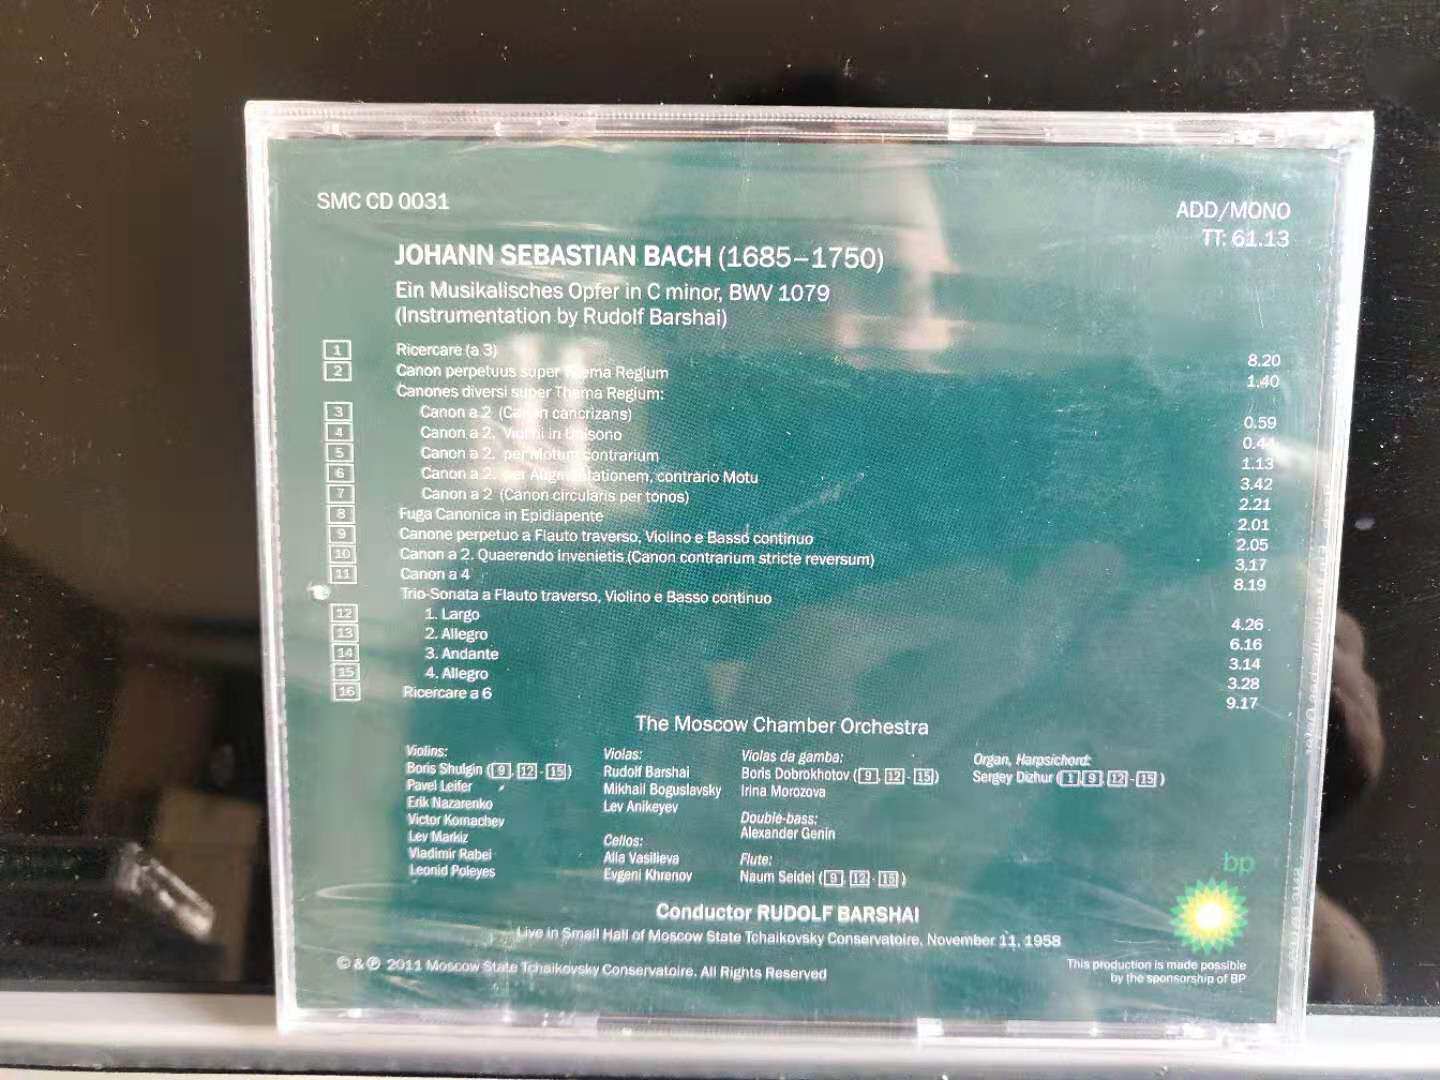 SMC CD 0031
ADD/MONO
TT: 61.13
JOHANN SEBASTIAN BACH (1685–1750)
Ein Musikalisches Opfer in C minor, BWV 1079
(Instrumentation by Rudolf Barshai)
1 Ricercare (a 3) 8.20
2 Canon perpetuus super Thema Regium 1.40
Canones diversi super Thema Regium:
3 Canon a 2 (Canon cancrizans) 0.59
4 Canon a 2. Violini in Unisono 0.44
5 Canon a 2. per Motum contrarium 1.13
6 Canon a 2. per Augmentationem, contrario Motu 3.42
7 Canon a 2 (Canon circularis per tonos) 2.21
8 Fuga Canonica in Epidiapente 2.01
9 Canone perpetuo a Flauto traverso, Violino e Basso continuo 2.05
10 Canon a 2. Quaerendo invenietis (Canon contrarium stricte reversum) 3.17
11 Canon a 4 8.19
Trio-Sonata a Flauto traverso, Violino e Basso continuo
12 1. Largo 4.26
13 2. Allegro 6.16
14 3. Andante 3.14
15 4. Allegro 3.28
16 Ricercare a 6 9.17
The Moscow Chamber Orchestra
Violins:
Boris Shulgin (9, 12-15)
Pavel Leifer
Erik Nazarenko
Victor Kornachev
Lev Markiz
Vladimir Rabei
Leonid Poleyes
Violas:
Rudolf Barshai
Mikhail Boguslavsky
Lev Anikeyev
Cellos:
Alla Vasilieva
Evgeni Khrenov
Violas da gamba:
Boris Dobrokhotov (9, 12-15)
Irina Morozova
Double-bass:
Alexander Genin
Flute:
Naum Seidel (9, 12-15)
Organ, Harpsichord:
Sergey Dizhur (1,9, 12-15)
Conductor RUDOLF BARSHAI
Live in Small Hall of Moscow State Tchaikovsky Conservatoire, November 11, 1958
© & ℗ 2011 Moscow State Tchaikovsky Conservatoire. All Rights Reserved
bp
This production is made possible
by the sponsorship of BP